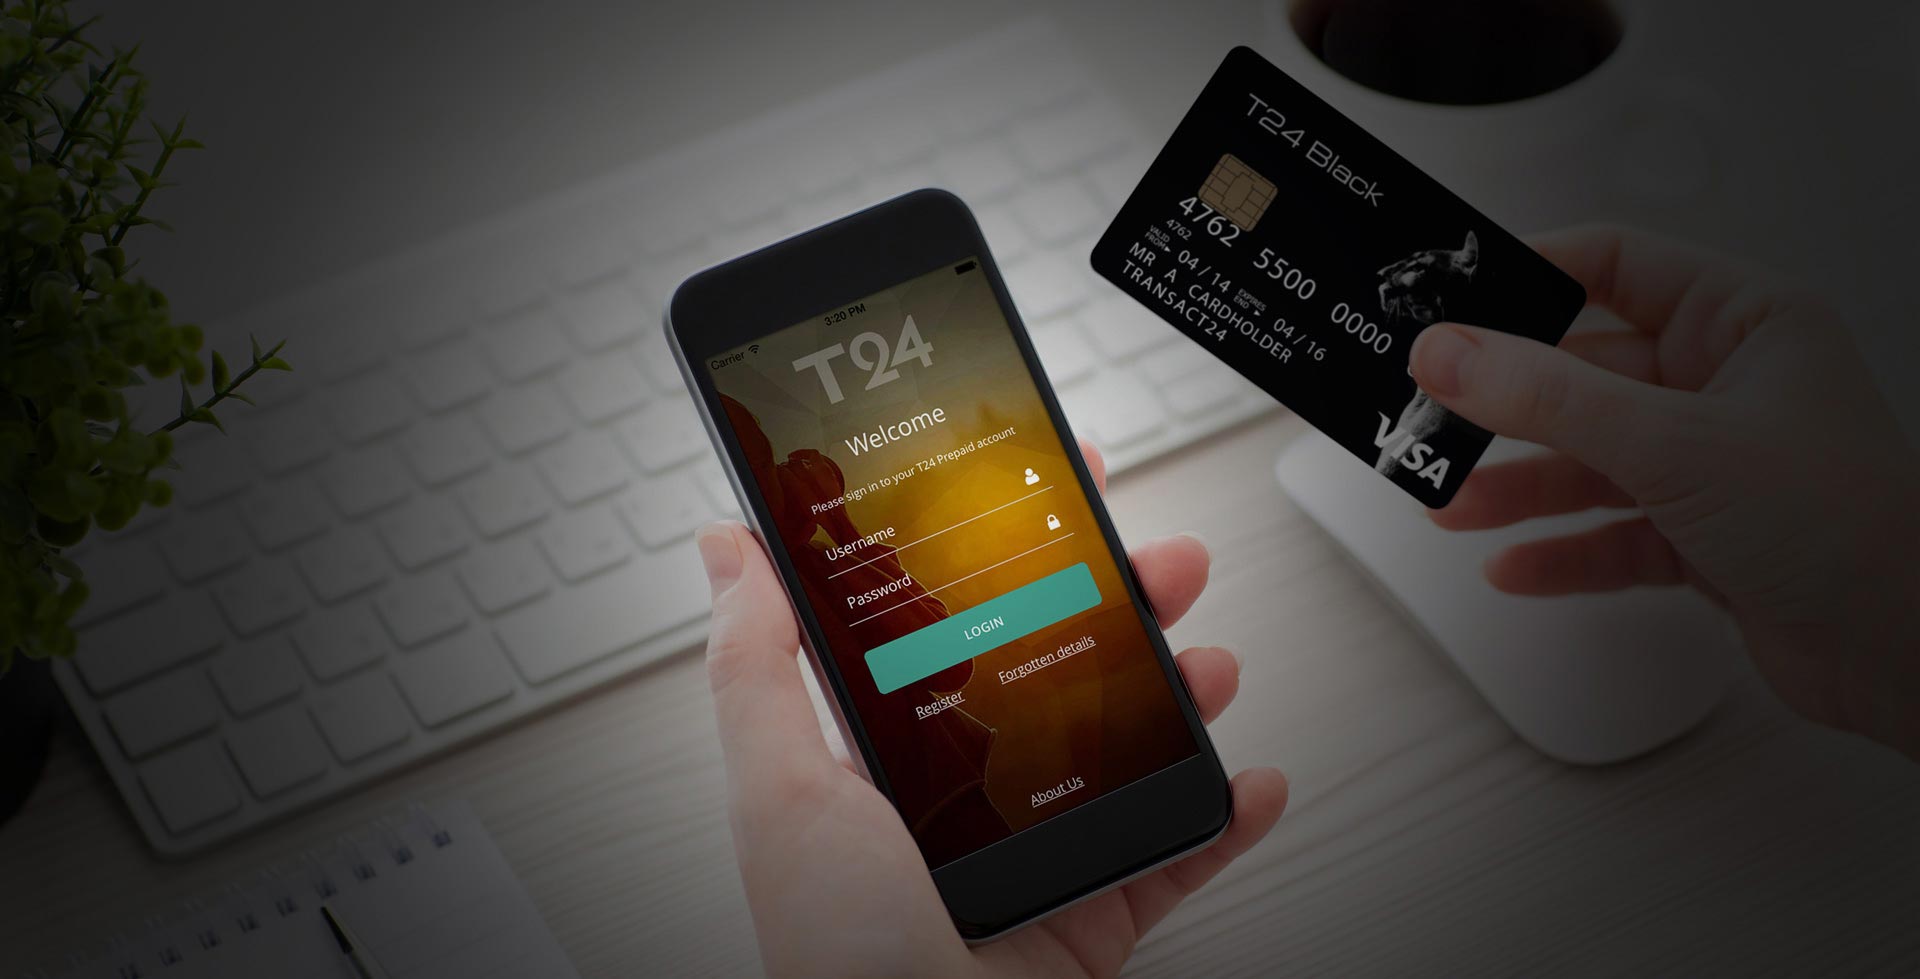 Carrier
3:20 PM
T24
Welcome
Please sign in to your T24 Prepaid account
Username
Password
LOGIN
Register
Forgotten details
About Us
T24 Black
4762 5500 0000
4762
VALID FROM
04/14
EXPIRES END
04/16
MR A CARDHOLDER
TRANSACT24
VISA